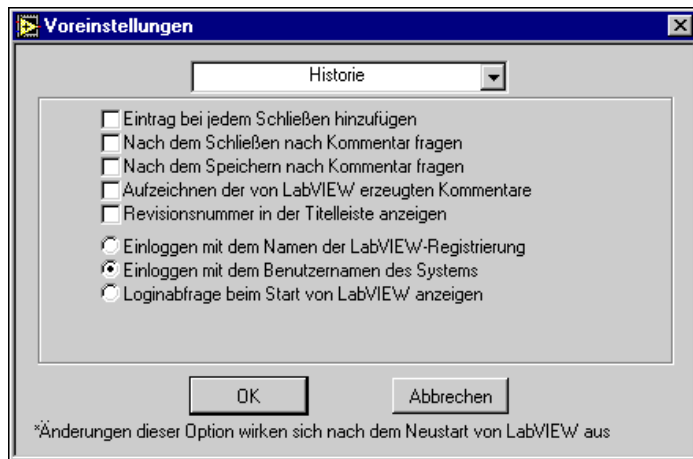 Voreinstellungen
Historie
Eintrag bei jedem Schließen hinzufügen
Nach dem Schließen nach Kommentar fragen
Nach dem Speichern nach Kommentar fragen
Aufzeichnen der von LabVIEW erzeugten Kommentare
Revisionsnummer in der Titelleiste anzeigen
Einloggen mit dem Namen der LabVIEW-Registrierung
Einloggen mit dem Benutzernamen des Systems
Loginabfrage beim Start von LabVIEW anzeigen
OK Abbrechen
*Änderungen dieser Option wirken sich nach dem Neustart von LabVIEW aus